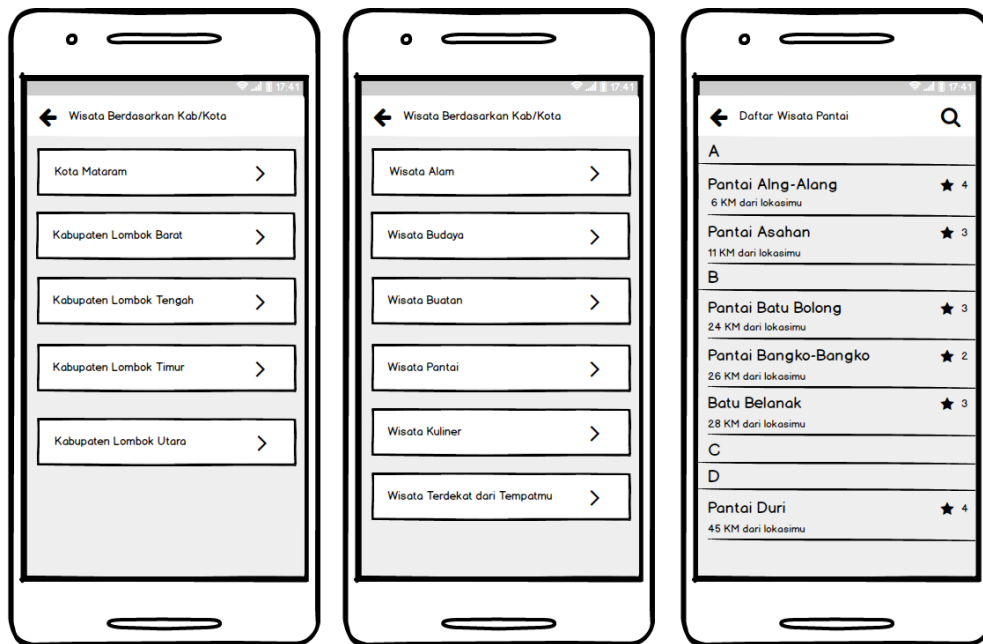 17:41
Wisata Berdasarkan Kab/Kota
Kota Mataram
Kabupaten Lombok Barat
Kabupaten Lombok Tengah
Kabupaten Lombok Timur
Kabupaten Lombok Utara
17:41
Wisata Berdasarkan Kab/Kota
Wisata Alam
Wisata Budaya
Wisata Buatan
Wisata Pantai
Wisata Kuliner
Wisata Terdekat dari Tempatmu
17:41
Daftar Wisata Pantai
A
Pantai Alng-Alang 4
6 KM dari lokasimu
Pantai Asahan 3
11 KM dari lokasimu
B
Pantai Batu Bolong 3
24 KM dari lokasimu
Pantai Bangko-Bangko 2
26 KM dari lokasimu
Batu Belanak 3
28 KM dari lokasimu
C
D
Pantai Duri 4
45 KM dari lokasimu